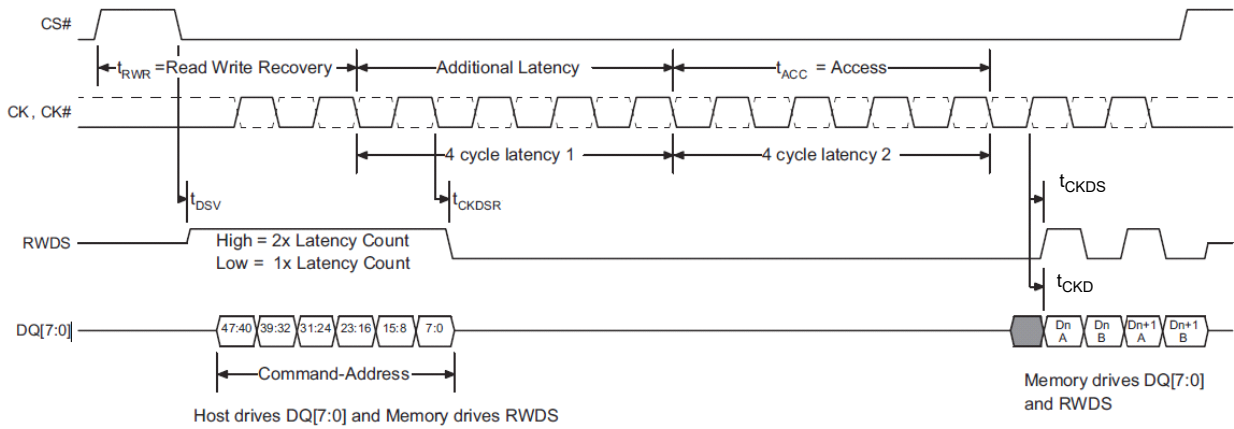 CS#
tRWR =Read Write Recovery
Additional Latency
tACC = Access
CK , CK#
4 cycle latency 1
4 cycle latency 2
tDSV
tCKDSR
tCKDS
RWDS
High = 2x Latency Count
Low = 1x Latency Count
tCKD
DQ[7:0]
47:40 39:32 31:24 23:16 15:8 7:0
Dn A
Dn B
Dn+1 A
Dn+1 B
Command-Address
Memory drives DQ[7:0]
and RWDS
Host drives DQ[7:0] and Memory drives RWDS